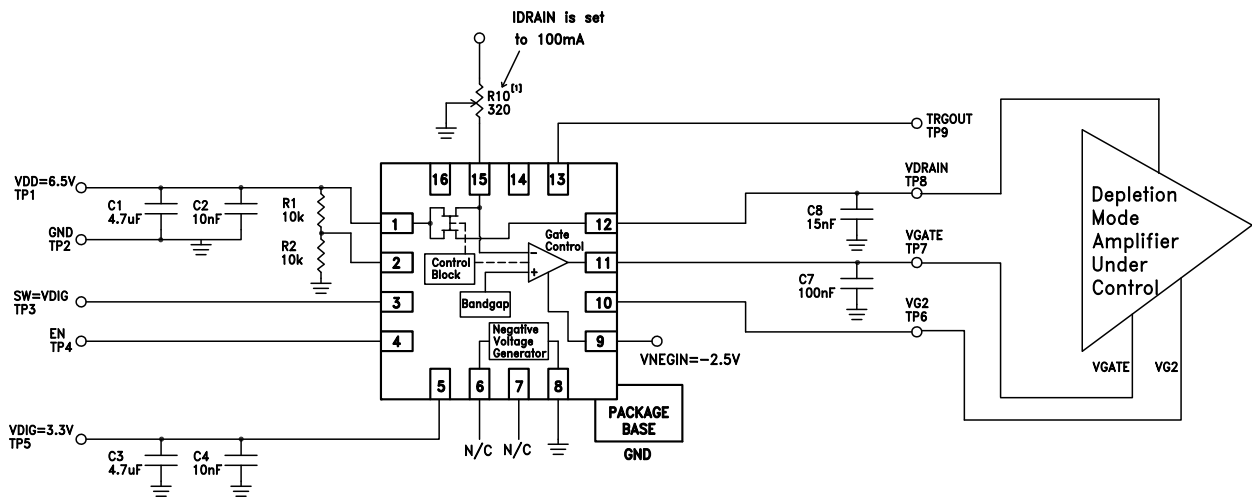 IDRAIN is set
to 100mA
R10[1]
320
TRGOUT
TP9
VDD=6.5V
TP1
C1
4.7uF
C2
10nF
R1
10k
GND
TP2
R2
10k
SW=VDIG
TP3
EN
TP4
VDIG=3.3V
TP5
C3
4.7uF
C4
10nF
16
15
14
13
1
2
3
4
5
6
7
8
12
11
10
9
Gate
Control
−
+
Control
Block
Bandgap
Negative
Voltage
Generator
N/C
N/C
VNEGIN=-2.5V
PACKAGE
BASE
GND
VDRAIN
TP8
C8
15nF
VGATE
TP7
C7
100nF
VG2
TP6
Depletion
Mode
Amplifier
Under
Control
VGATE
VG2